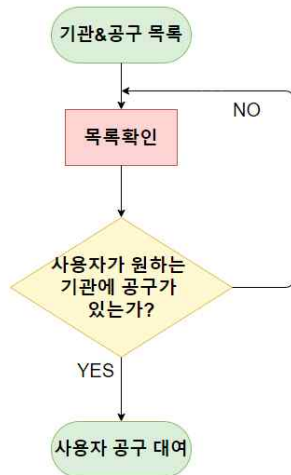 기관&공구 목록
NO
목록확인
사용자가 원하는
기관에 공구가
있는가?
YES
사용자 공구 대여